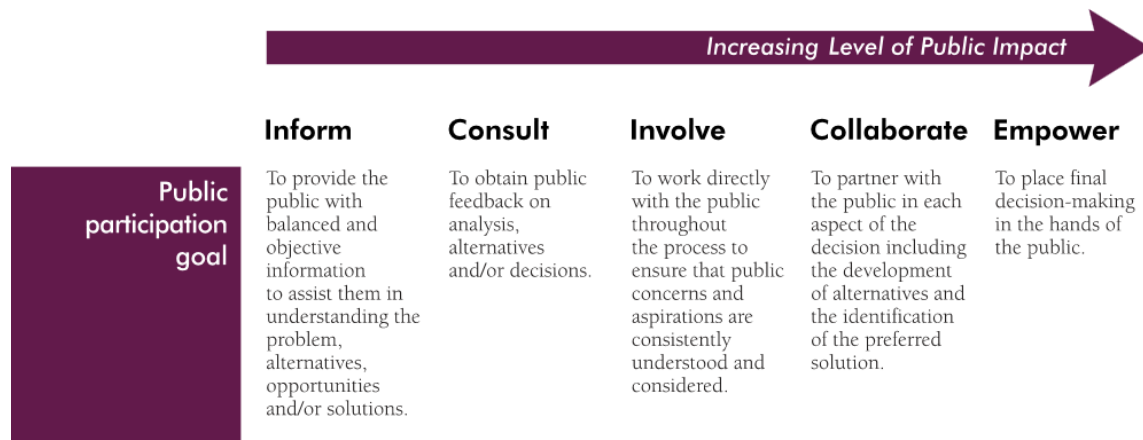 Increasing Level of Public Impact
Inform
Consult
Involve
Collaborate
Empower
Public
participation
goal
To provide the
public with
balanced and
objective
information
to assist them in
understanding the
problem,
alternatives,
opportunities
and/or solutions.
To obtain public
feedback on
analysis,
alternatives
and/or decisions.
To work directly
with the public
throughout
the process to
ensure that public
concerns and
aspirations are
consistently
understood and
considered.
To partner with
the public in each
aspect of the
decision including
the development
of alternatives and
the identification
of the preferred
solution.
To place final
decision-making
in the hands of
the public.